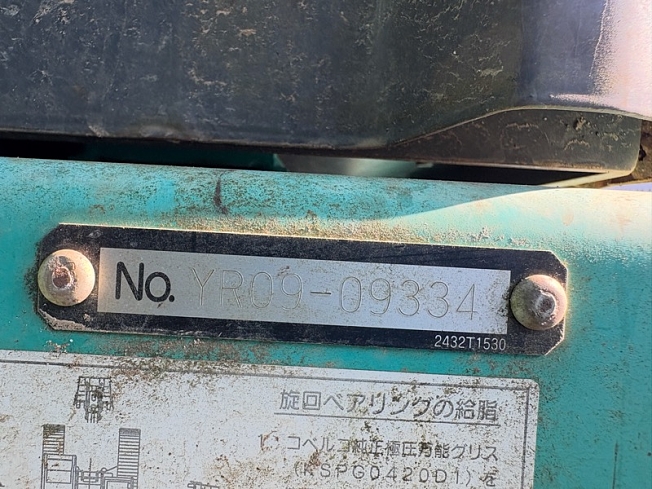 No. YR09-09334
2432T1530
旋回ベアリングの給脂
1. コベルコ純正極圧万能グリス
(KSPG0420D1)を